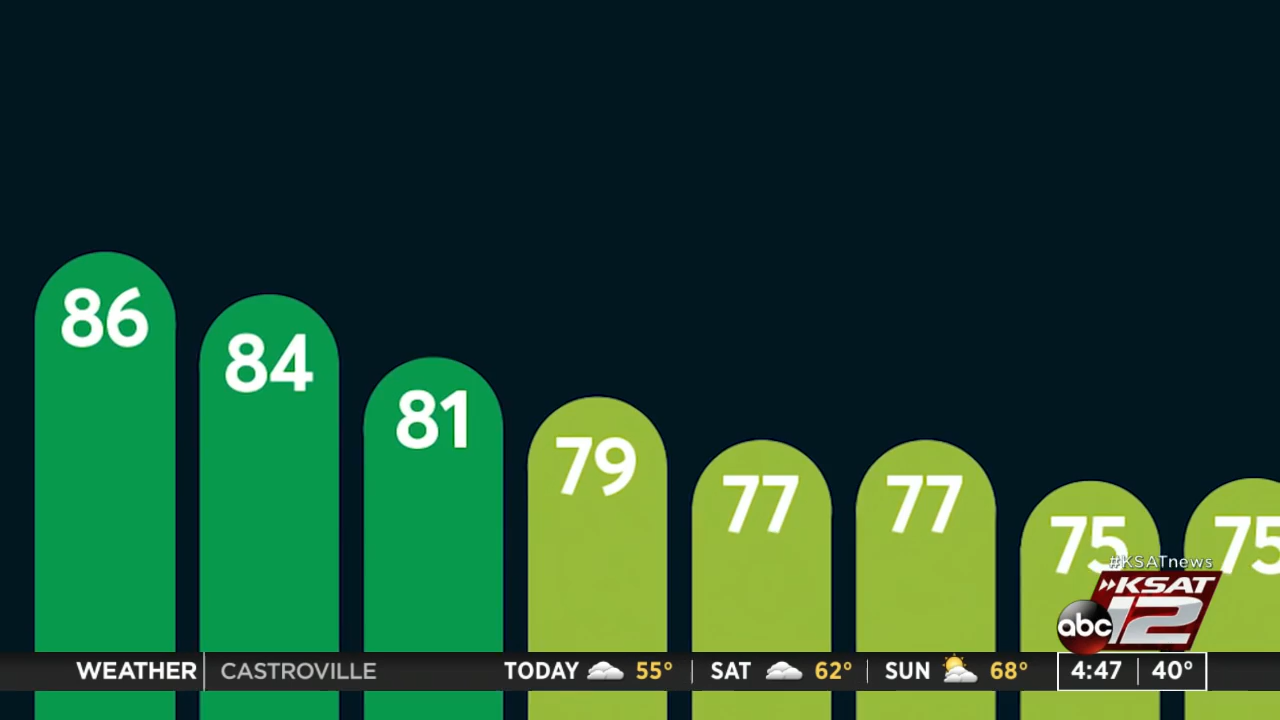 86
84
81
79
77
77
75
75
#KSATnews
KSAT
abc 12
WEATHER CASTROVILLE TODAY 55° SAT 62° SUN 68° 4:47 40°